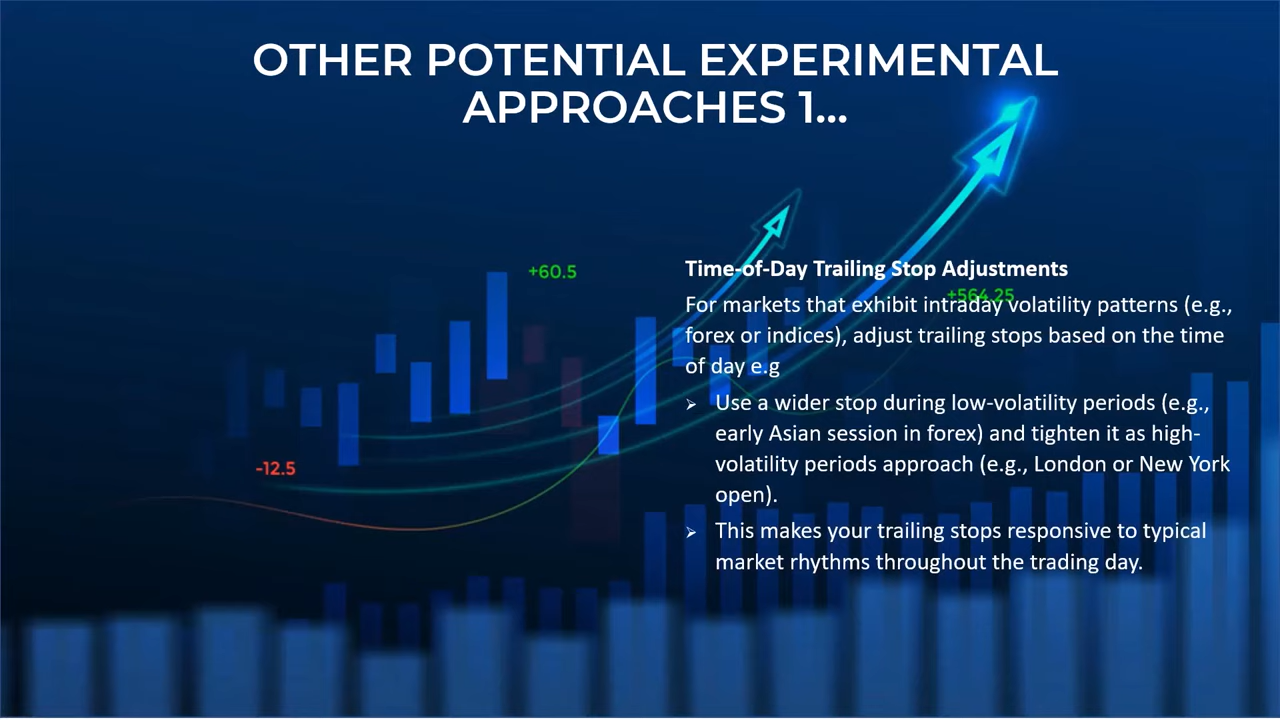 OTHER POTENTIAL EXPERIMENTAL
APPROACHES 1...
+60.5
-12.5
+564.25
Time-of-Day Trailing Stop Adjustments
For markets that exhibit intraday volatility patterns (e.g.,
forex or indices), adjust trailing stops based on the time
of day e.g
➢ Use a wider stop during low-volatility periods (e.g.,
early Asian session in forex) and tighten it as high-
volatility periods approach (e.g., London or New York
open).
➢ This makes your trailing stops responsive to typical
market rhythms throughout the trading day.